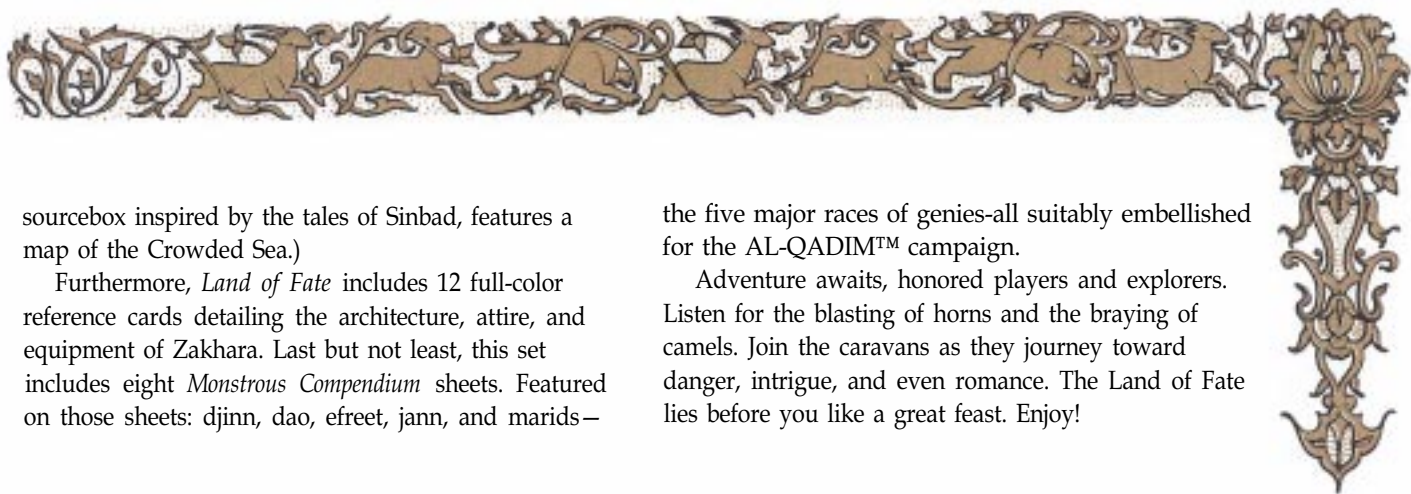 sourcebox inspired by the tales of Sinbad, features a
map of the Crowded Sea.)
Furthermore, Land of Fate includes 12 full-color
reference cards detailing the architecture, attire, and
equipment of Zakhara. Last but not least, this set
includes eight Monstrous Compendium sheets. Featured
on those sheets: djinn, dao, efreet, jann, and marids—
the five major races of genies-all suitably embellished
for the AL-QADIM™ campaign.
Adventure awaits, honored players and explorers.
Listen for the blasting of horns and the braying of
camels. Join the caravans as they journey toward
danger, intrigue, and even romance. The Land of Fate
lies before you like a great feast. Enjoy!